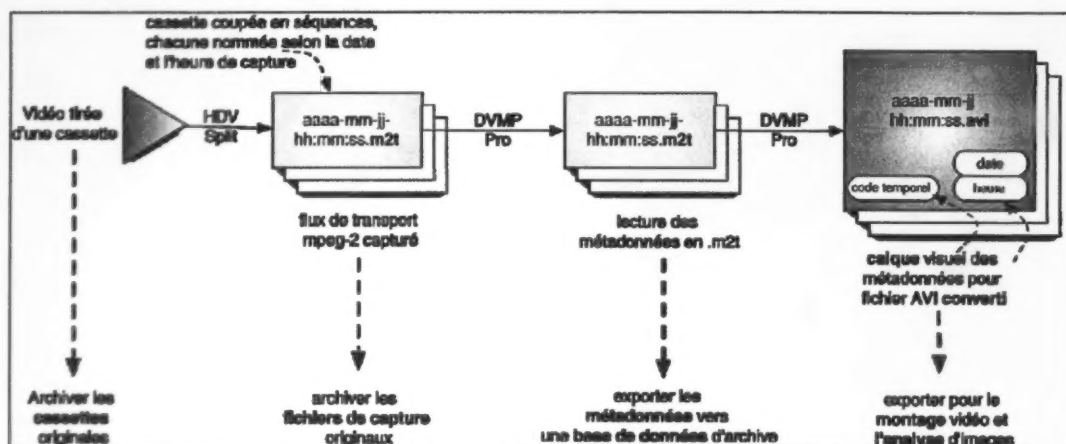 cassette coupée en séquences,
chacune nommée selon la date
et l'heure de capture
Vidéo tirée
d'une cassette
HDV
Split
aaaa-mm-jj-
hh:mm:ss.m2t
DVMP
Pro
aaaa-mm-jj-
hh:mm:ss.m2t
DVMP
Pro
aaaa-mm-jj
hh:mm:ss.avi
date
heure
code temporel
flux de transport
mpeg-2 capturé
lecture des
métadonnées en .m2t
calque visuel des
métadonnées pour
fichier AVI converti
Archiver les
cassettes
originales
archiver les
fichiers de capture
originaux
exporter les
métadonnées vers
une base de données d'archive
exporter pour le
montage vidéo et
l'analyse d'image